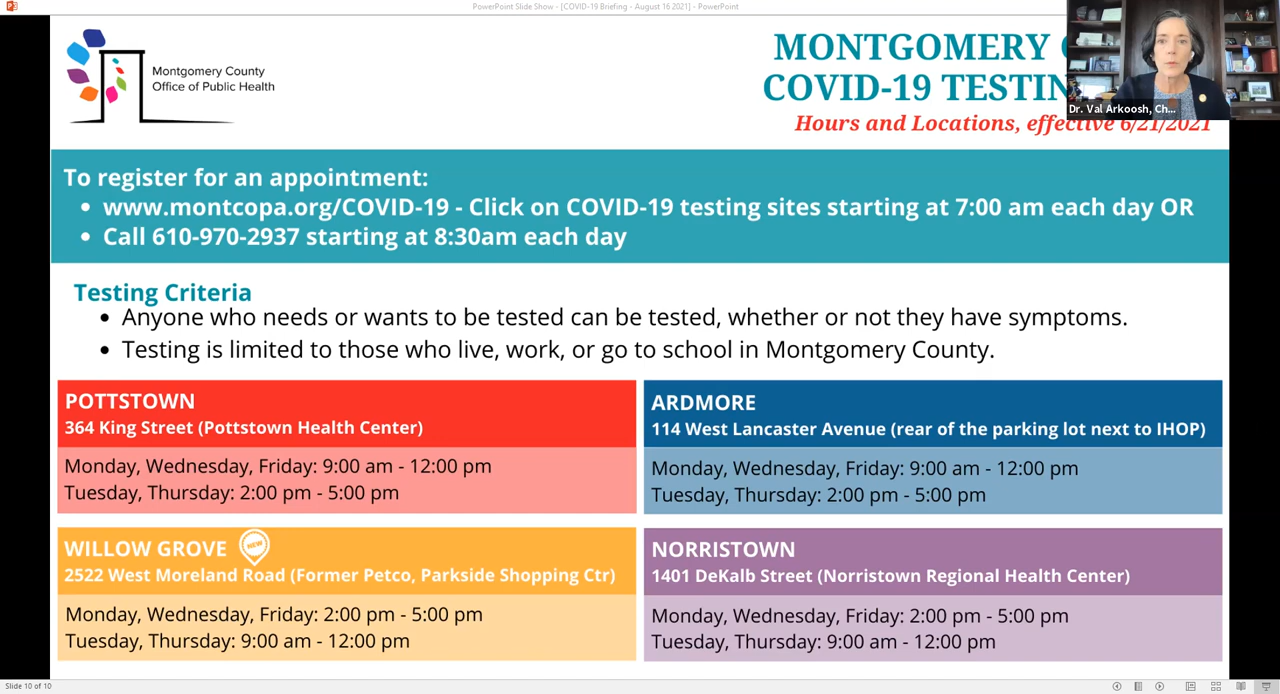 PowerPoint Slide Show - [COVID-19 Briefing - August 16 2021] - PowerPoint
Montgomery County
Office of Public Health
MONTGOMERY
COVID-19 TESTIN
Hours and Locations, effective 6/21/2021
Dr. Val Arkoosh, Ch...
To register for an appointment:
• www.montcopa.org/COVID-19 - Click on COVID-19 testing sites starting at 7:00 am each day OR
• Call 610-970-2937 starting at 8:30am each day
Testing Criteria
• Anyone who needs or wants to be tested can be tested, whether or not they have symptoms.
• Testing is limited to those who live, work, or go to school in Montgomery County.
POTTSTOWN
364 King Street (Pottstown Health Center)
Monday, Wednesday, Friday: 9:00 am - 12:00 pm
Tuesday, Thursday: 2:00 pm - 5:00 pm
ARDMORE
114 West Lancaster Avenue (rear of the parking lot next to IHOP)
Monday, Wednesday, Friday: 9:00 am - 12:00 pm
Tuesday, Thursday: 2:00 pm - 5:00 pm
WILLOW GROVE NEW
2522 West Moreland Road (Former Petco, Parkside Shopping Ctr)
Monday, Wednesday, Friday: 2:00 pm - 5:00 pm
Tuesday, Thursday: 9:00 am - 12:00 pm
NORRISTOWN
1401 DeKalb Street (Norristown Regional Health Center)
Monday, Wednesday, Friday: 2:00 pm - 5:00 pm
Tuesday, Thursday: 9:00 am - 12:00 pm
Slide 10 of 10